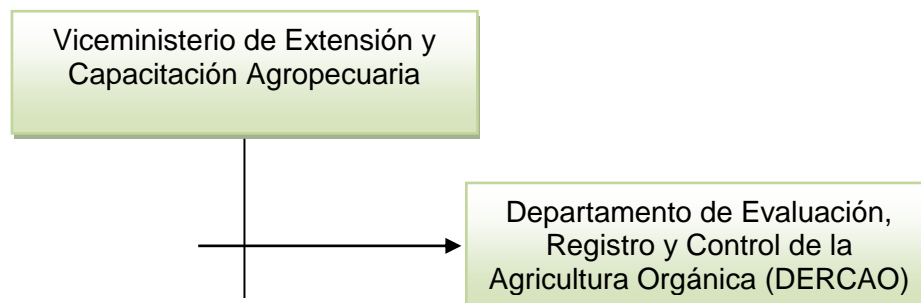 Viceministerio de Extensión y
Capacitación Agropecuaria
Departamento de Evaluación,
Registro y Control de la
Agricultura Orgánica (DERCAO)